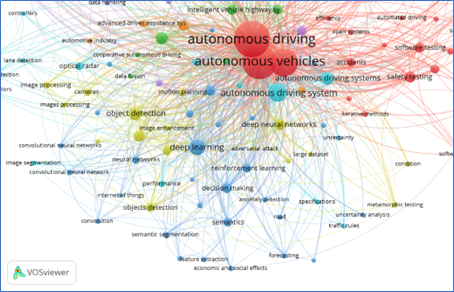 controllers
data handling
intelligent vehicle highway sy
efficiency
automated driving
advanced driver assistance sys
open systems
automotive industry
autonomous driving
software testing
cooperative autonomous driving
lane detection
optical radar
autonomous vehicles
accidents
data fusion
autonomous driving systems
safety testing
image processing
cameras
motion planning
autonomous driving system
images processing
object detection
iterative methods
image enhancement
deep neural networks
uncertainty
convolutional neural networks
deep learning
adversarial attack
large dataset
image segmentation
neural networks
condition
convolutional neural network
reinforcement learning
performance
decision making
internet of things
anomaly detection
specifications
metamorphic testing
objects detection
road
uncertainty analysis
convolution
semantics
traffic rules
semantic segmentation
feature extraction
forecasting
economic and social effects
VOSviewer